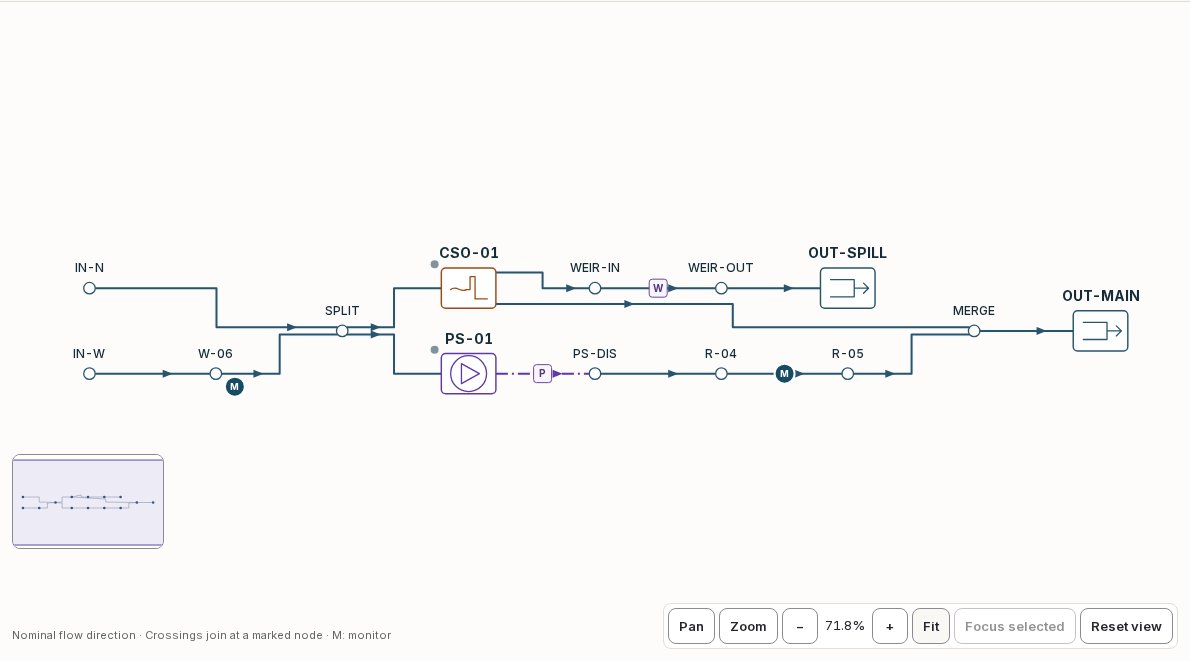 CSO-01
OUT-SPILL
IN-N
WEIR-IN
WEIR-OUT
W
OUT-MAIN
SPLIT
MERGE
PS-01
IN-W
W-06
PS-DIS
R-04
R-05
P
M
M
Nominal flow direction · Crossings join at a marked node · M: monitor
Pan
Zoom
–
71.8%
+
Fit
Focus selected
Reset view